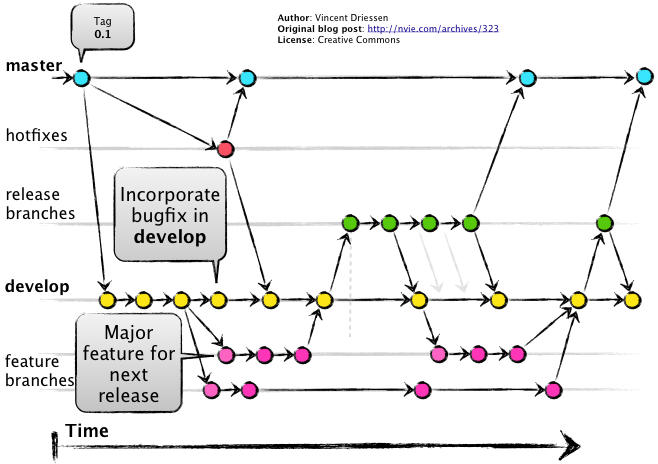 Author: Vincent Driessen
Original blog post: http://nvie.com/archives/323
License: Creative Commons
Tag
0.1
master
hotfixes
release
branches
Incorporate
bugfix in
develop
develop
Major
feature for
next
release
feature
branches
Time